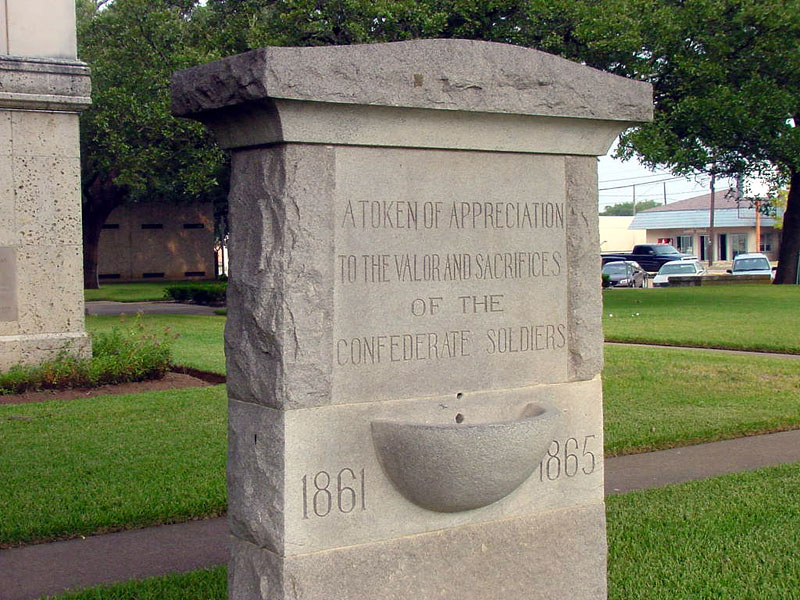 A TOKEN OF APPRECIATION
TO THE VALOR AND SACRIFICES
OF THE
CONFEDERATE SOLDIERS
1861 1865